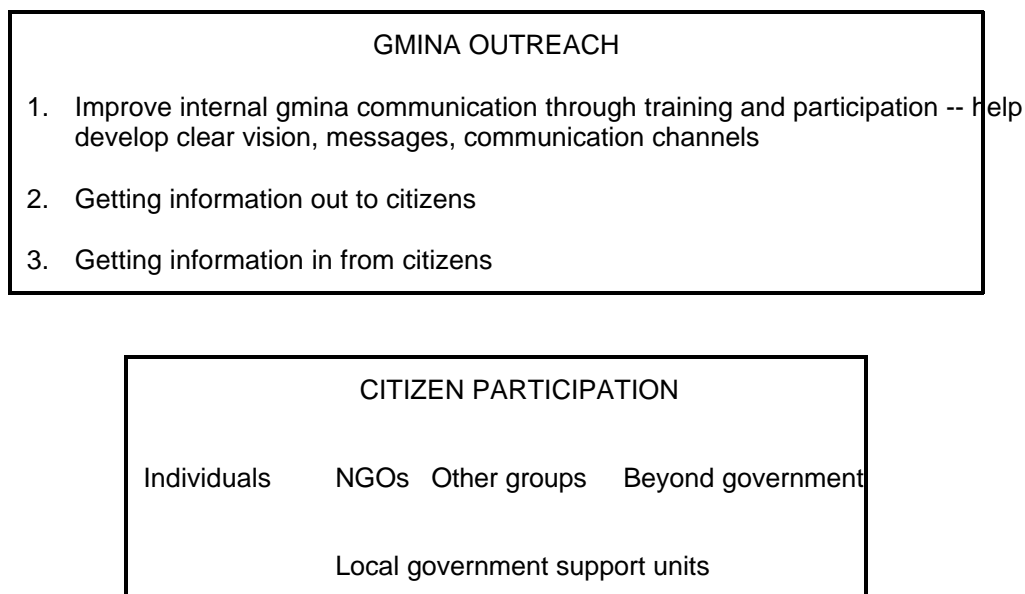 GMINA OUTREACH
1. Improve internal gmina communication through training and participation -- help
develop clear vision, messages, communication channels
2. Getting information out to citizens
3. Getting information in from citizens
CITIZEN PARTICIPATION
Individuals NGOs Other groups Beyond government
Local government support units